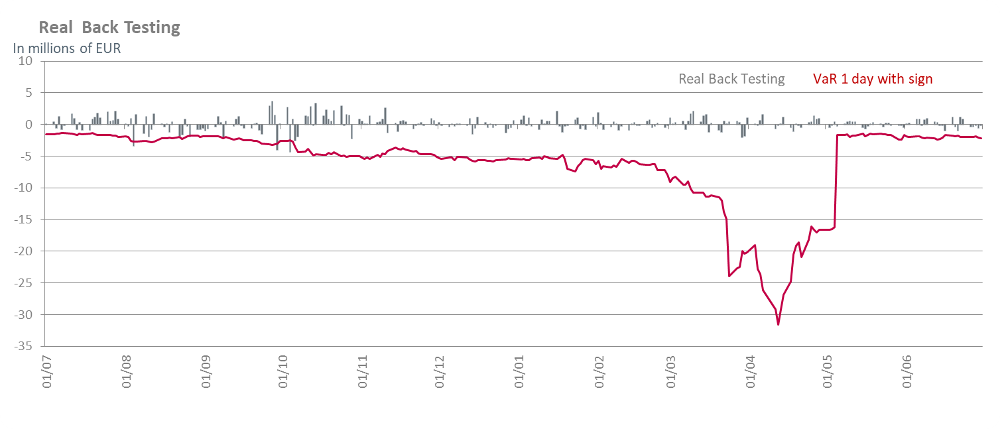 Real  Back Testing
In millions of EUR
10
Real Back Testing VaR 1 day with sign
5
0
-5
-10
-15
-20
-25
-30
-35
01/07 01/08 01/09 01/10 01/11 01/12 01/01 01/02 01/03 01/04 01/05 01/06